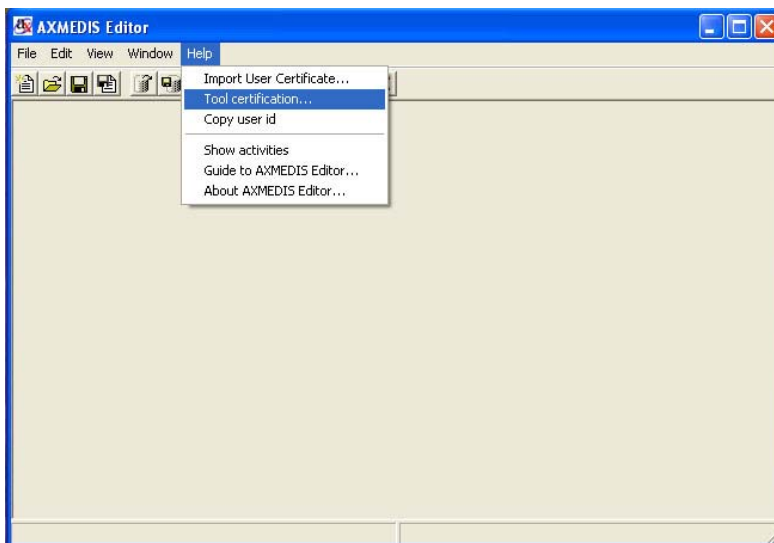 AXMEDIS Editor
File Edit View Window Help
Import User Certificate...
Tool certification...
Copy user id
Show activities
Guide to AXMEDIS Editor...
About AXMEDIS Editor...